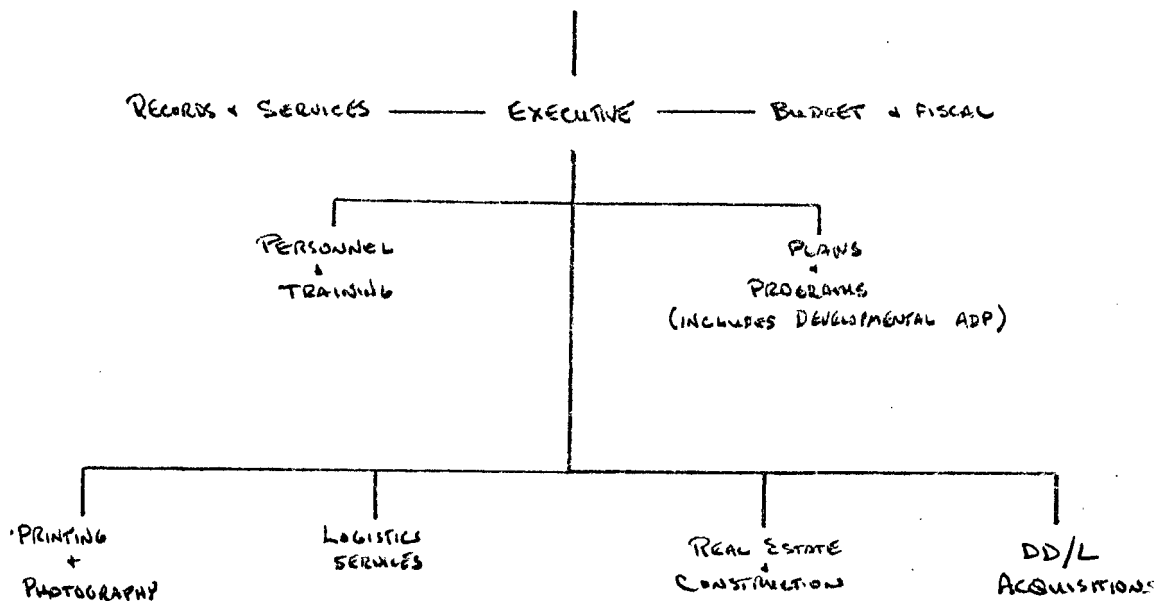 RECORDS & SERVICES EXECUTIVE BUDGET & FISCAL
PERSONNEL
&
TRAINING
PLANS
&
PROGRAMS
(INCLUDES DEVELOPMENTAL ADP)
PRINTING
+
PHOTOGRAPHY
LOGISTICS
SERVICES
REAL ESTATE
&
CONSTRUCTION
DD/L
ACQUISITIONS